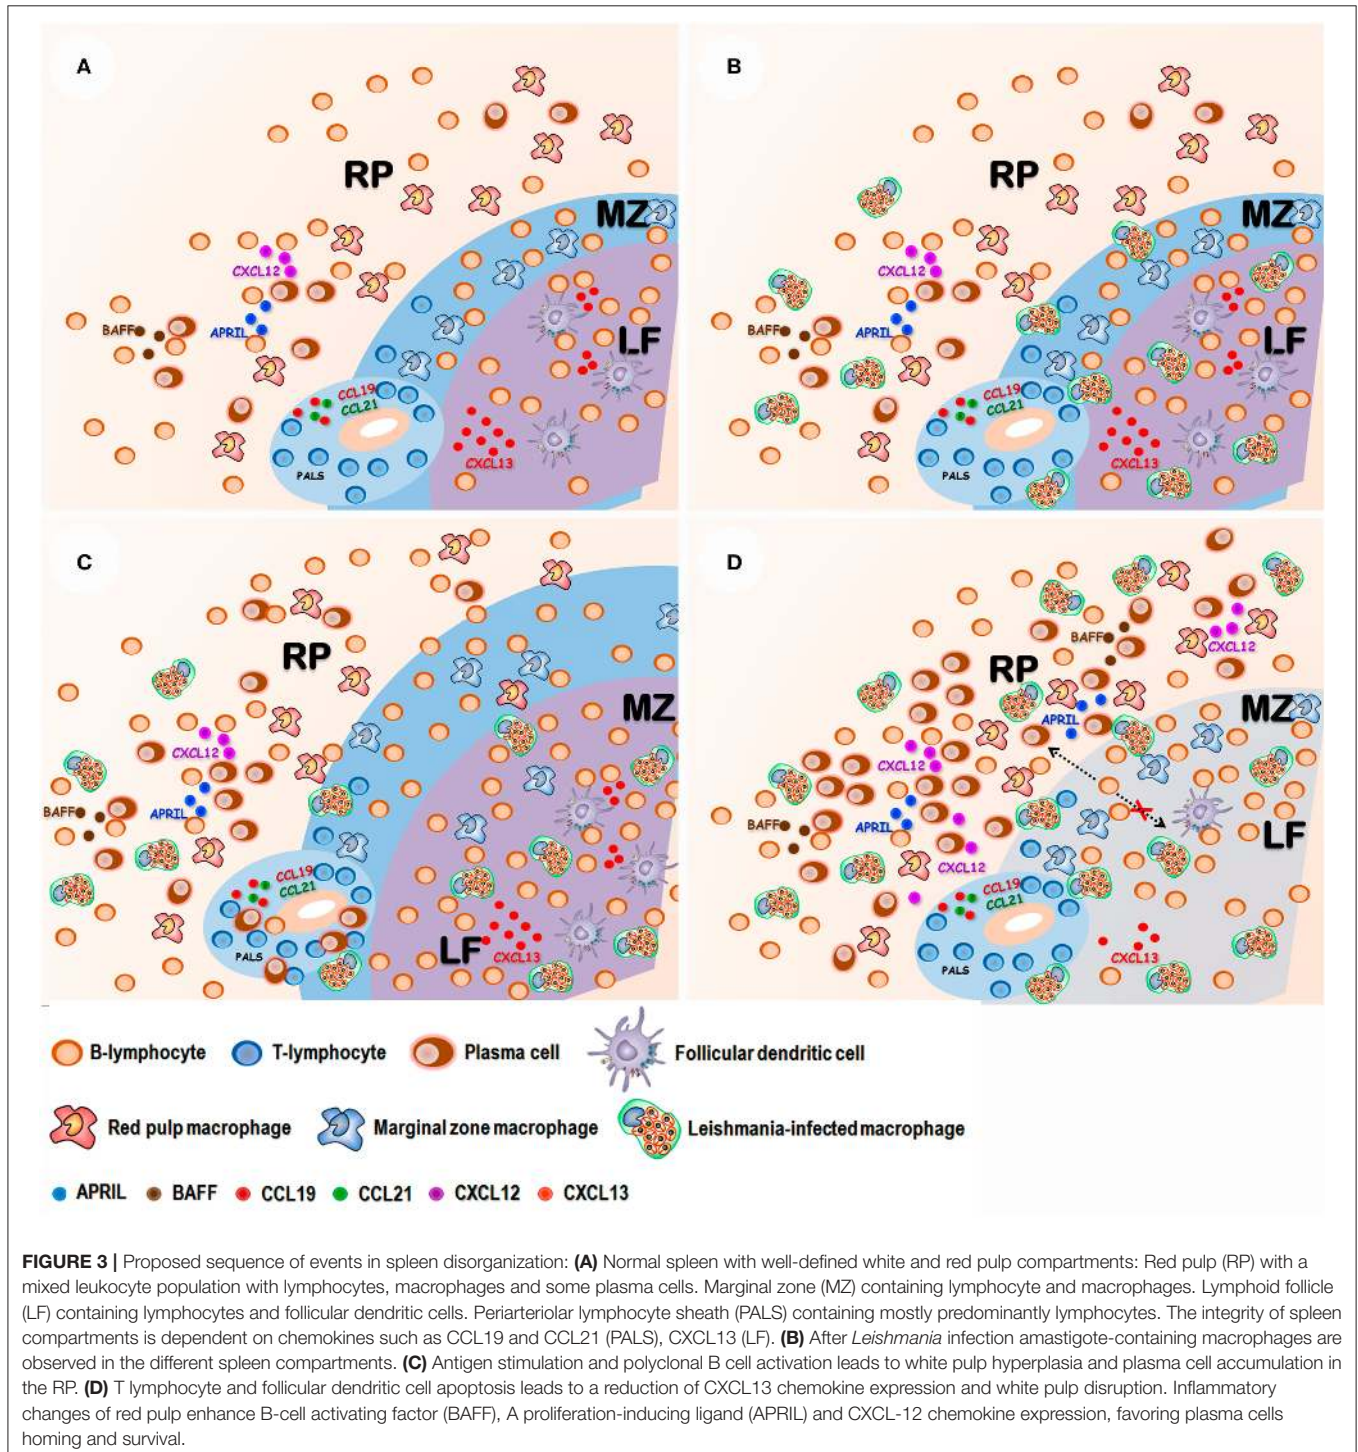 A
RP
MZ
LF
CXCL12
BAFF
APRIL
CCL19
CCL21
CXCL13
PALS
B
RP
MZ
LF
CXCL12
BAFF
APRIL
CCL19
CCL21
CXCL13
PALS
C
RP
MZ
CXCL12
BAFF
APRIL
CCL19
CCL21
LF
CXCL13
PALS
D
BAFF
CXCL12
RP
MZ
APRIL
CXCL12
BAFF
APRIL
LF
CXCL12
CCL19
CCL21
CXCL13
PALS
B-lymphocyte T-lymphocyte Plasma cell Follicular dendritic cell
Red pulp macrophage Marginal zone macrophage Leishmania-infected macrophage
APRIL BAFF CCL19 CCL21 CXCL12 CXCL13
FIGURE 3 | Proposed sequence of events in spleen disorganization: (A) Normal spleen with well-defined white and red pulp compartments: Red pulp (RP) with a
mixed leukocyte population with lymphocytes, macrophages and some plasma cells. Marginal zone (MZ) containing lymphocyte and macrophages. Lymphoid follicle
(LF) containing lymphocytes and follicular dendritic cells. Periarteriolar lymphocyte sheath (PALS) containing mostly predominantly lymphocytes. The integrity of spleen
compartments is dependent on chemokines such as CCL19 and CCL21 (PALS), CXCL13 (LF). (B) After Leishmania infection amastigote-containing macrophages are
observed in the different spleen compartments. (C) Antigen stimulation and polyclonal B cell activation leads to white pulp hyperplasia and plasma cell accumulation in
the RP. (D) T lymphocyte and follicular dendritic cell apoptosis leads to a reduction of CXCL13 chemokine expression and white pulp disruption. Inflammatory
changes of red pulp enhance B-cell activating factor (BAFF), A proliferation-inducing ligand (APRIL) and CXCL-12 chemokine expression, favoring plasma cells
homing and survival.